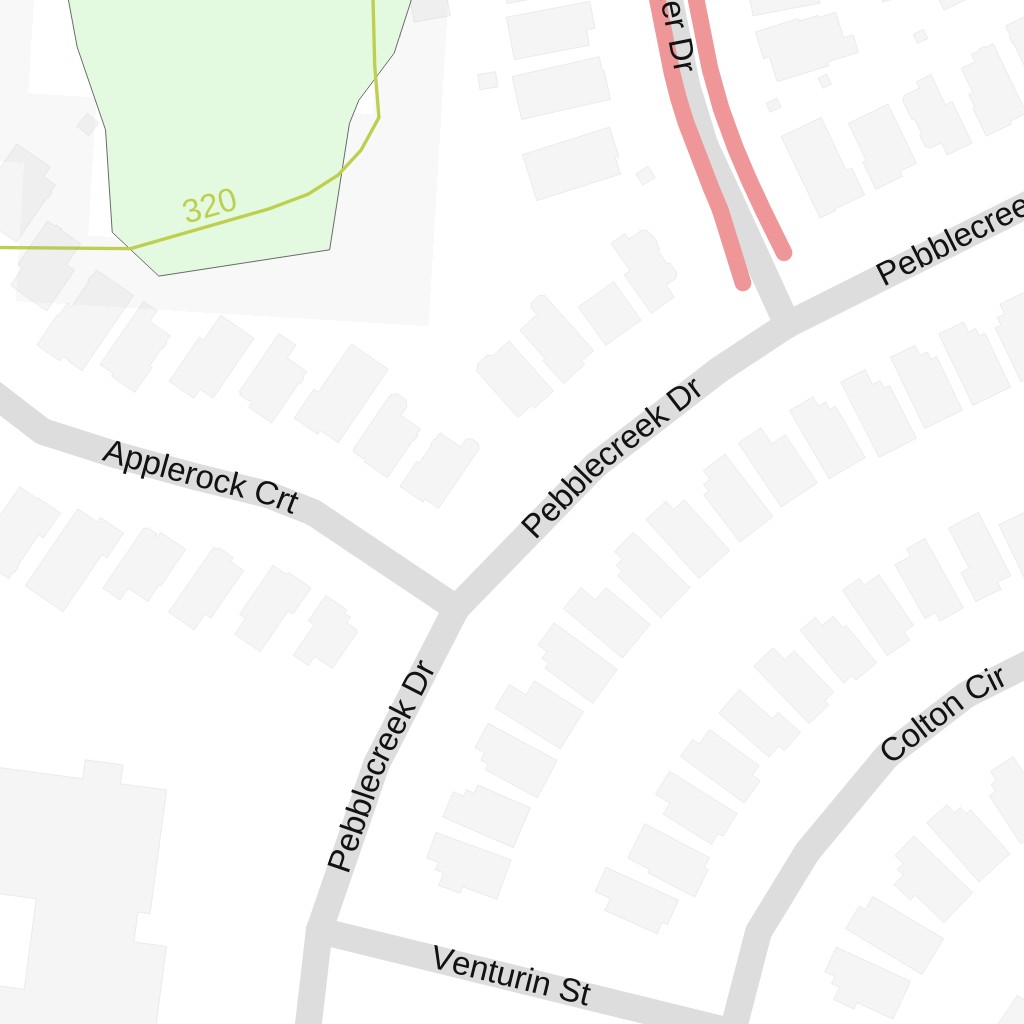 er Dr
320
Pebblecree
Pebblecreek Dr
Applerock Crt
Pebblecreek Dr
Colton Cir
Venturin St